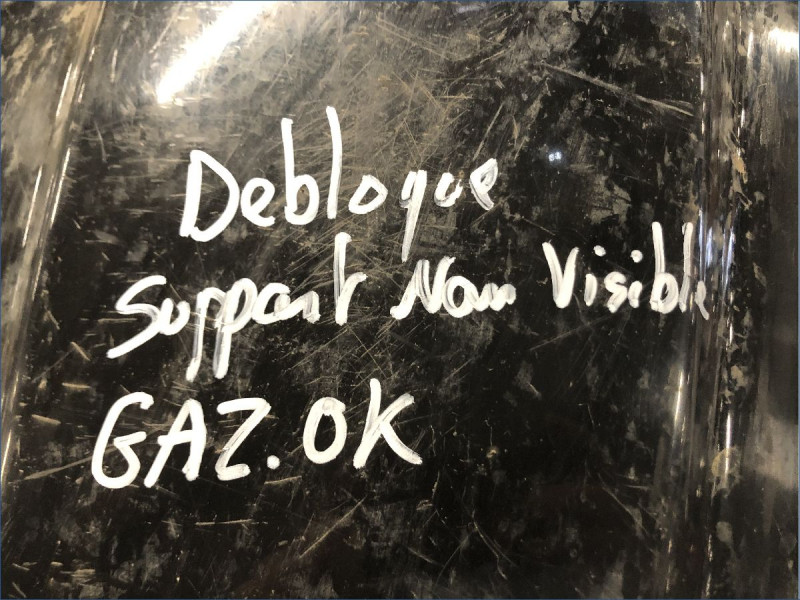 Debloque
Support Non Visible
GAZ.OK